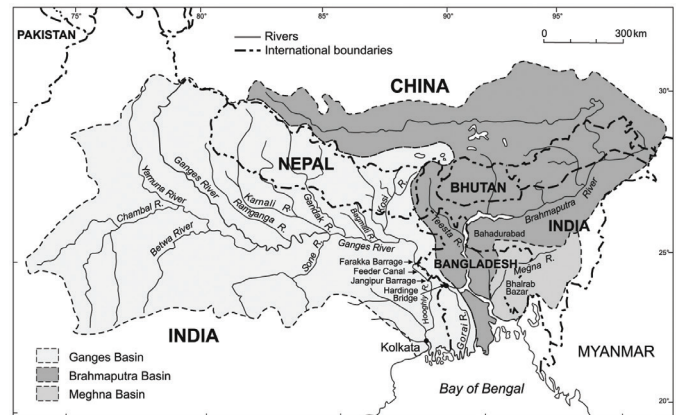 75°
80°
85°
90°
95°
PAKISTAN
Rivers
International boundaries
0 300km
CHINA
30°
NEPAL
BHUTAN
INDIA
Yamuna River
Ganges River
Chambal R.
Betwa River
Karnali R.
Ramganga R.
Gandak R.
Bagmati R.
Kosi R.
Ganges River
Sone R.
Teesta R.
Brahmaputra River
Bahadurabad
BANGLADESH
Megna R.
Bhairab
Bazar
Farakka Barrage
Feeder Canal
Jangipur Barrage
Hardinge
Bridge
25°
Hooghly R.
Gorai R.
INDIA
Kolkata
MYANMAR
Bay of Bengal
20°
Ganges Basin
Brahmaputra Basin
Meghna Basin